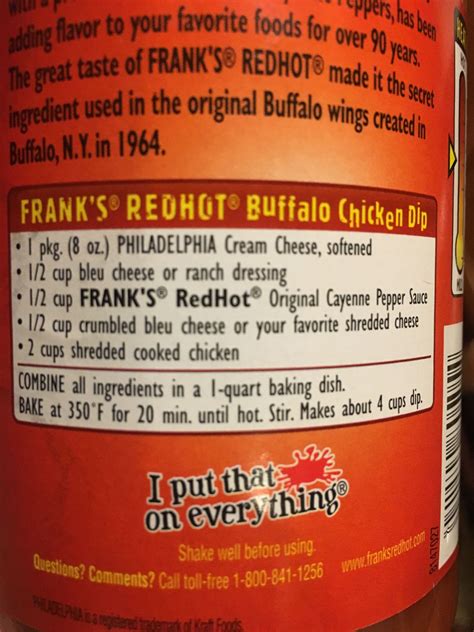 Peppers, has been
adding flavor to your favorite foods for over 90 years.
The great taste of FRANK'S® REDHOT® made it the secret
ingredient used in the original Buffalo wings created in
Buffalo, N.Y. in 1964.
FRANK'S® REDHOT® Buffalo Chicken Dip
• 1 pkg. (8 oz.) PHILADELPHIA Cream Cheese, softened
• 1/2 cup bleu cheese or ranch dressing
• 1/2 cup FRANK'S® RedHot® Original Cayenne Pepper Sauce
• 1/2 cup crumbled bleu cheese or your favorite shredded cheese
• 2 cups shredded cooked chicken
COMBINE all ingredients in a 1-quart baking dish.
BAKE at 350°F for 20 min. until hot. Stir. Makes about 4 cups dip.
I put that
on everything®
Shake well before using.
Questions? Comments? Call toll-free 1-800-841-1256
www.franksredhot.com
PHILADELPHIA is a registered trademark of Kraft Foods.